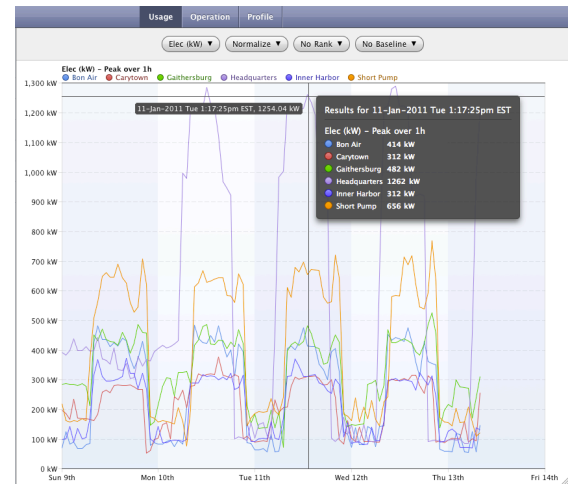 Usage Operation Profile
Elec (kW) ▼ Normalize ▼ No Rank ▼ No Baseline ▼
Elec (kW) – Peak over 1h
Bon Air Carytown Gaithersburg Headquarters Inner Harbor Short Pump
1,300 kW
1,200 kW
1,100 kW
1,000 kW
900 kW
800 kW
700 kW
600 kW
500 kW
400 kW
300 kW
200 kW
100 kW
0 kW
11-Jan-2011 Tue 1:17:25pm EST, 1254.04 kW
Results for 11-Jan-2011 Tue 1:17:25pm EST
Elec (kW) – Peak over 1h
Bon Air 414 kW
Carytown 312 kW
Gaithersburg 482 kW
Headquarters 1262 kW
Inner Harbor 312 kW
Short Pump 656 kW
Sun 9th Mon 10th Tue 11th Wed 12th Thu 13th Fri 14th